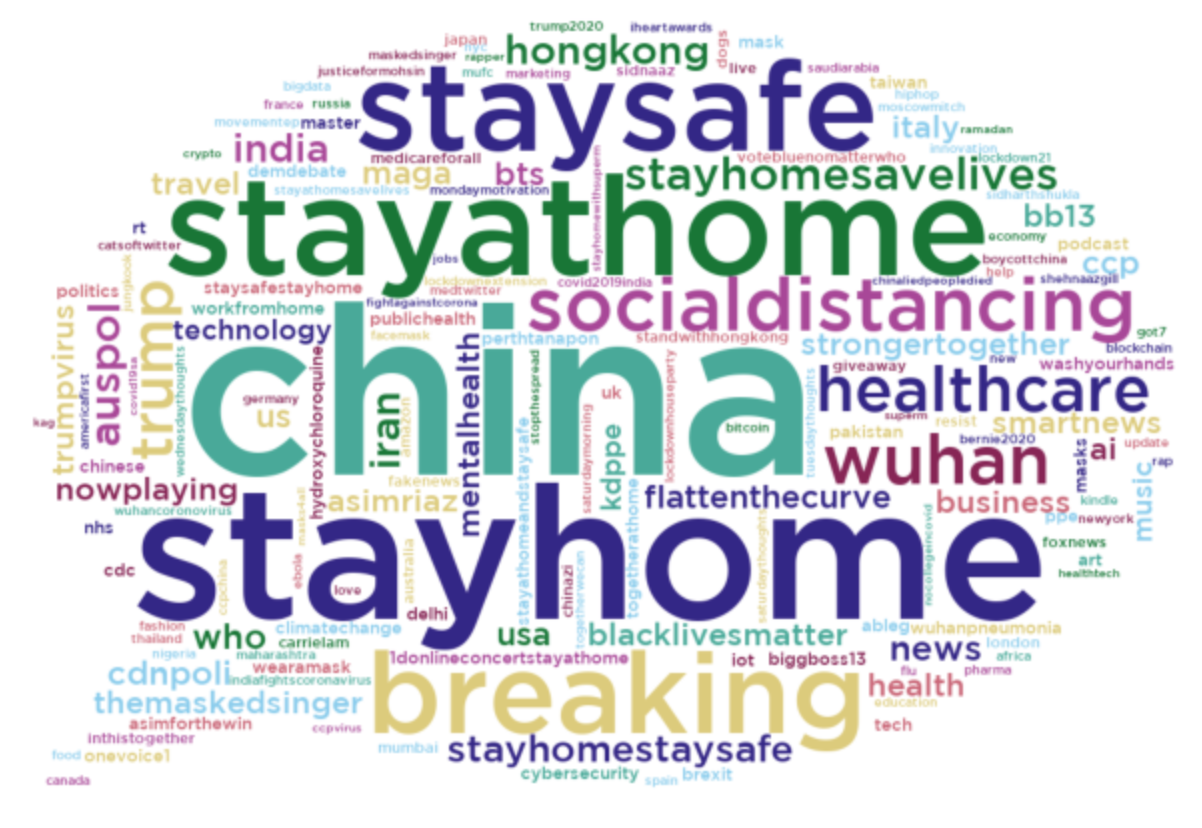 trump2020
iheartawards
japan
nyc
hongkong
dogs
mask
maskedsinger
rapper
justiceformohsin
mufc
marketing
sidnaaz
live
saudiarabia
bigdata
staysafe
taiwan
hiphop
france
russia
moscowmitch
movementep
master
italy
ramadan
crypto
india
medicareforall
votebluenomatterwho
innovation
lockdown21
travel
demdebate
maga
bts
stayhomesavelives
stayathomesavelives
mondaymotivation
stayhomewithsuperm
sidharthshukla
stayathome
bb13
rt
catsoftwitter
economy
podcast
jobs
boycottchina
ccp
help
jungkook
politics
staysafestayhome
lockdownextension
medtwitter
covid2019india
chinaliedpeopledied
shehnaazgill
workfromhome
fightagainstcorona
socialdistancing
trumpvirus
auspol
trump
technology
publichealth
facemask
perthtanapon
standwithhongkong
strongertogether
got7
blockchain
china
americafirst
covid19sa
wednesdaythoughts
hydroxychloroquine
mentalhealth
stopthespread
lockdownhouseparty
tuesdaythoughts
giveaway
new
washyourhands
healthcare
germany
us
iran
amazon
uk
bitcoin
superm
resist
smartnews
kag
pakistan
bernie2020
saturdaymorning
kdppe
wuhan
masks
ai
update
rap
chinese
fakenews
nowplaying
asimriaz
flattenthecurve
business
kindle
music
wuhancoronavirus
masks4all
stayathomeandstaysafe
togetherathome
saturdaythoughts
nocollegeincovid
ppe
newyork
nhs
stayhome
foxnews
cdc
ccpchina
ebola
love
australia
delhi
chinazi
togetherwecan
art
healthtech
fashion
thailand
who
climatechange
carrielam
usa
blacklivesmatter
ableg
wuhanpneumonia
news
london
nigeria
maharashtra
africa
cdnpoli
wearamask
1donlineconcertstayathome
iot
biggboss13
flu
pharma
indiafightscoronavirus
breaking
health
themaskedsinger
education
asimforthewin
ccpvirus
tech
inthistogether
mumbai
stayhomestaysafe
food
onevoice1
cybersecurity
spain
brexit
canada